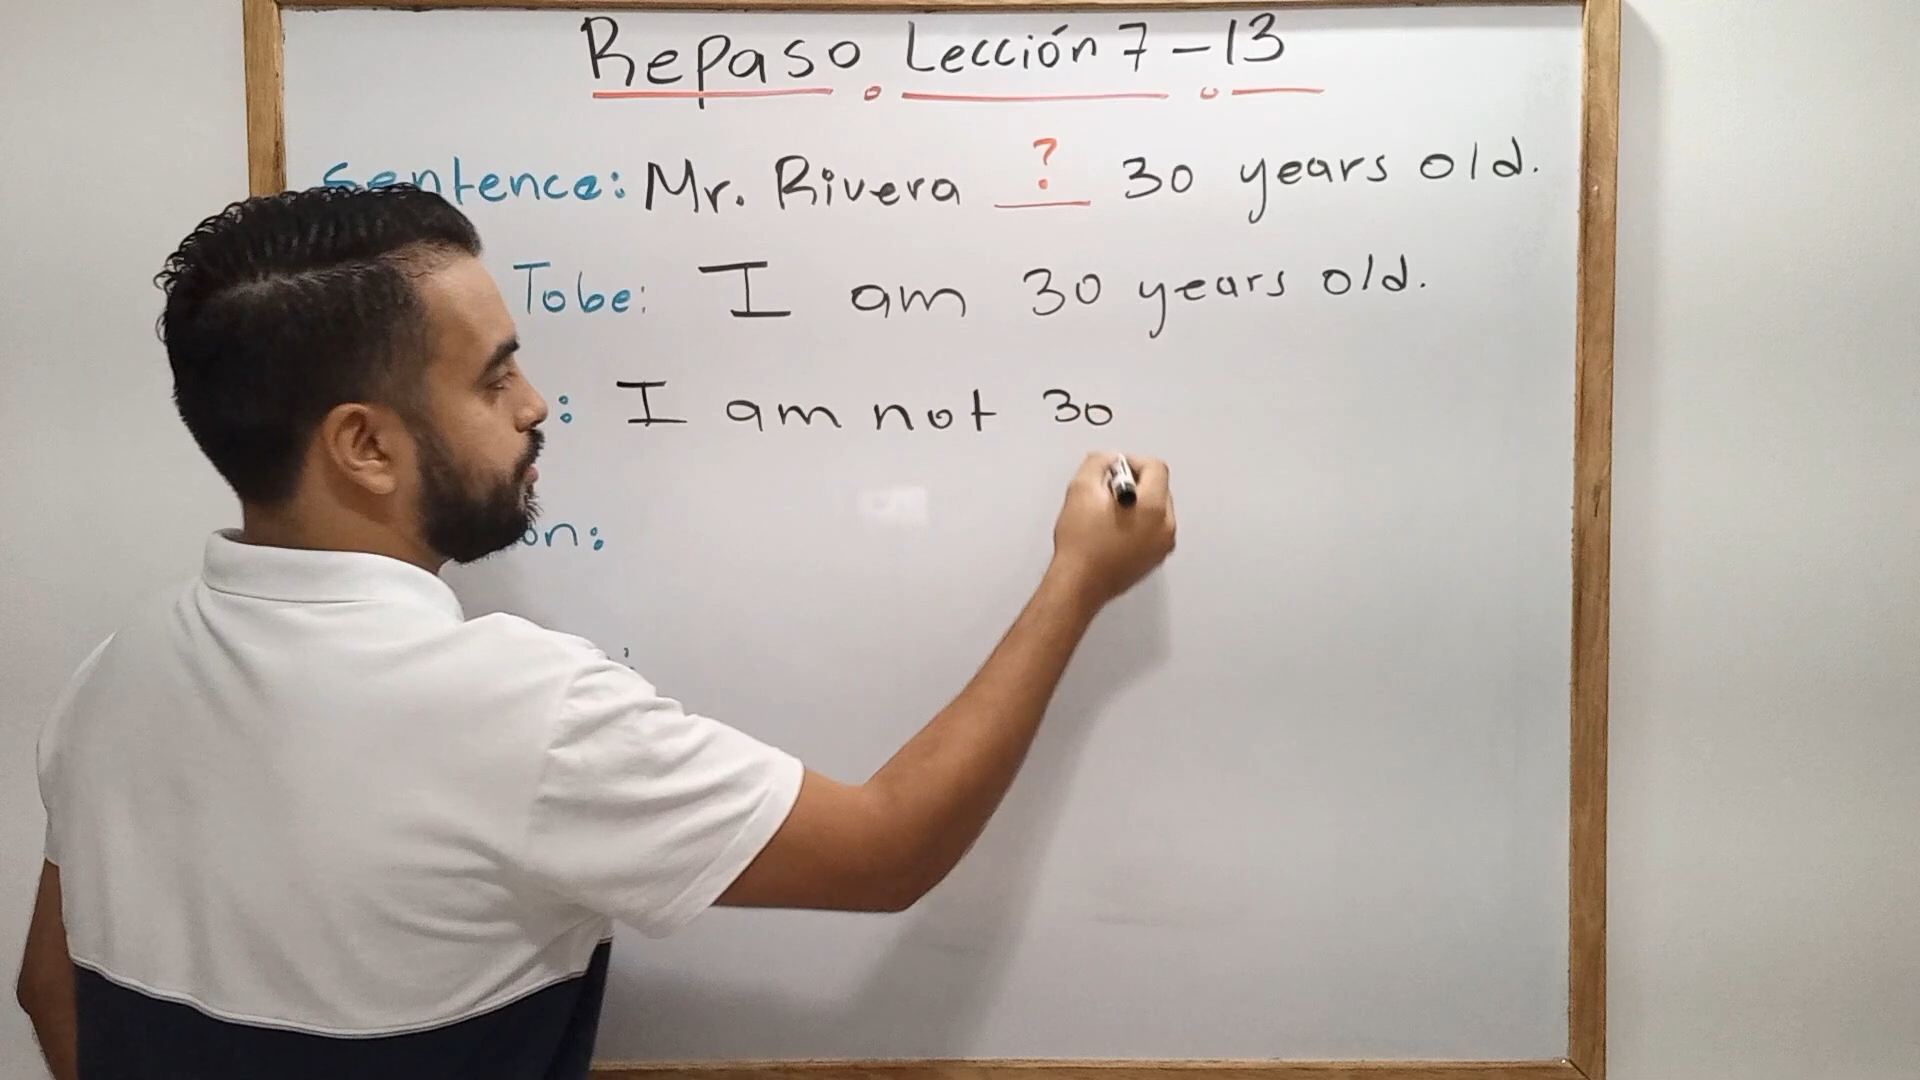 Repaso Lección 7-13
Sentence: Mr. Rivera ? 30 years old.
Tobe: I am 30 years old.
: I am not 30
on:
: